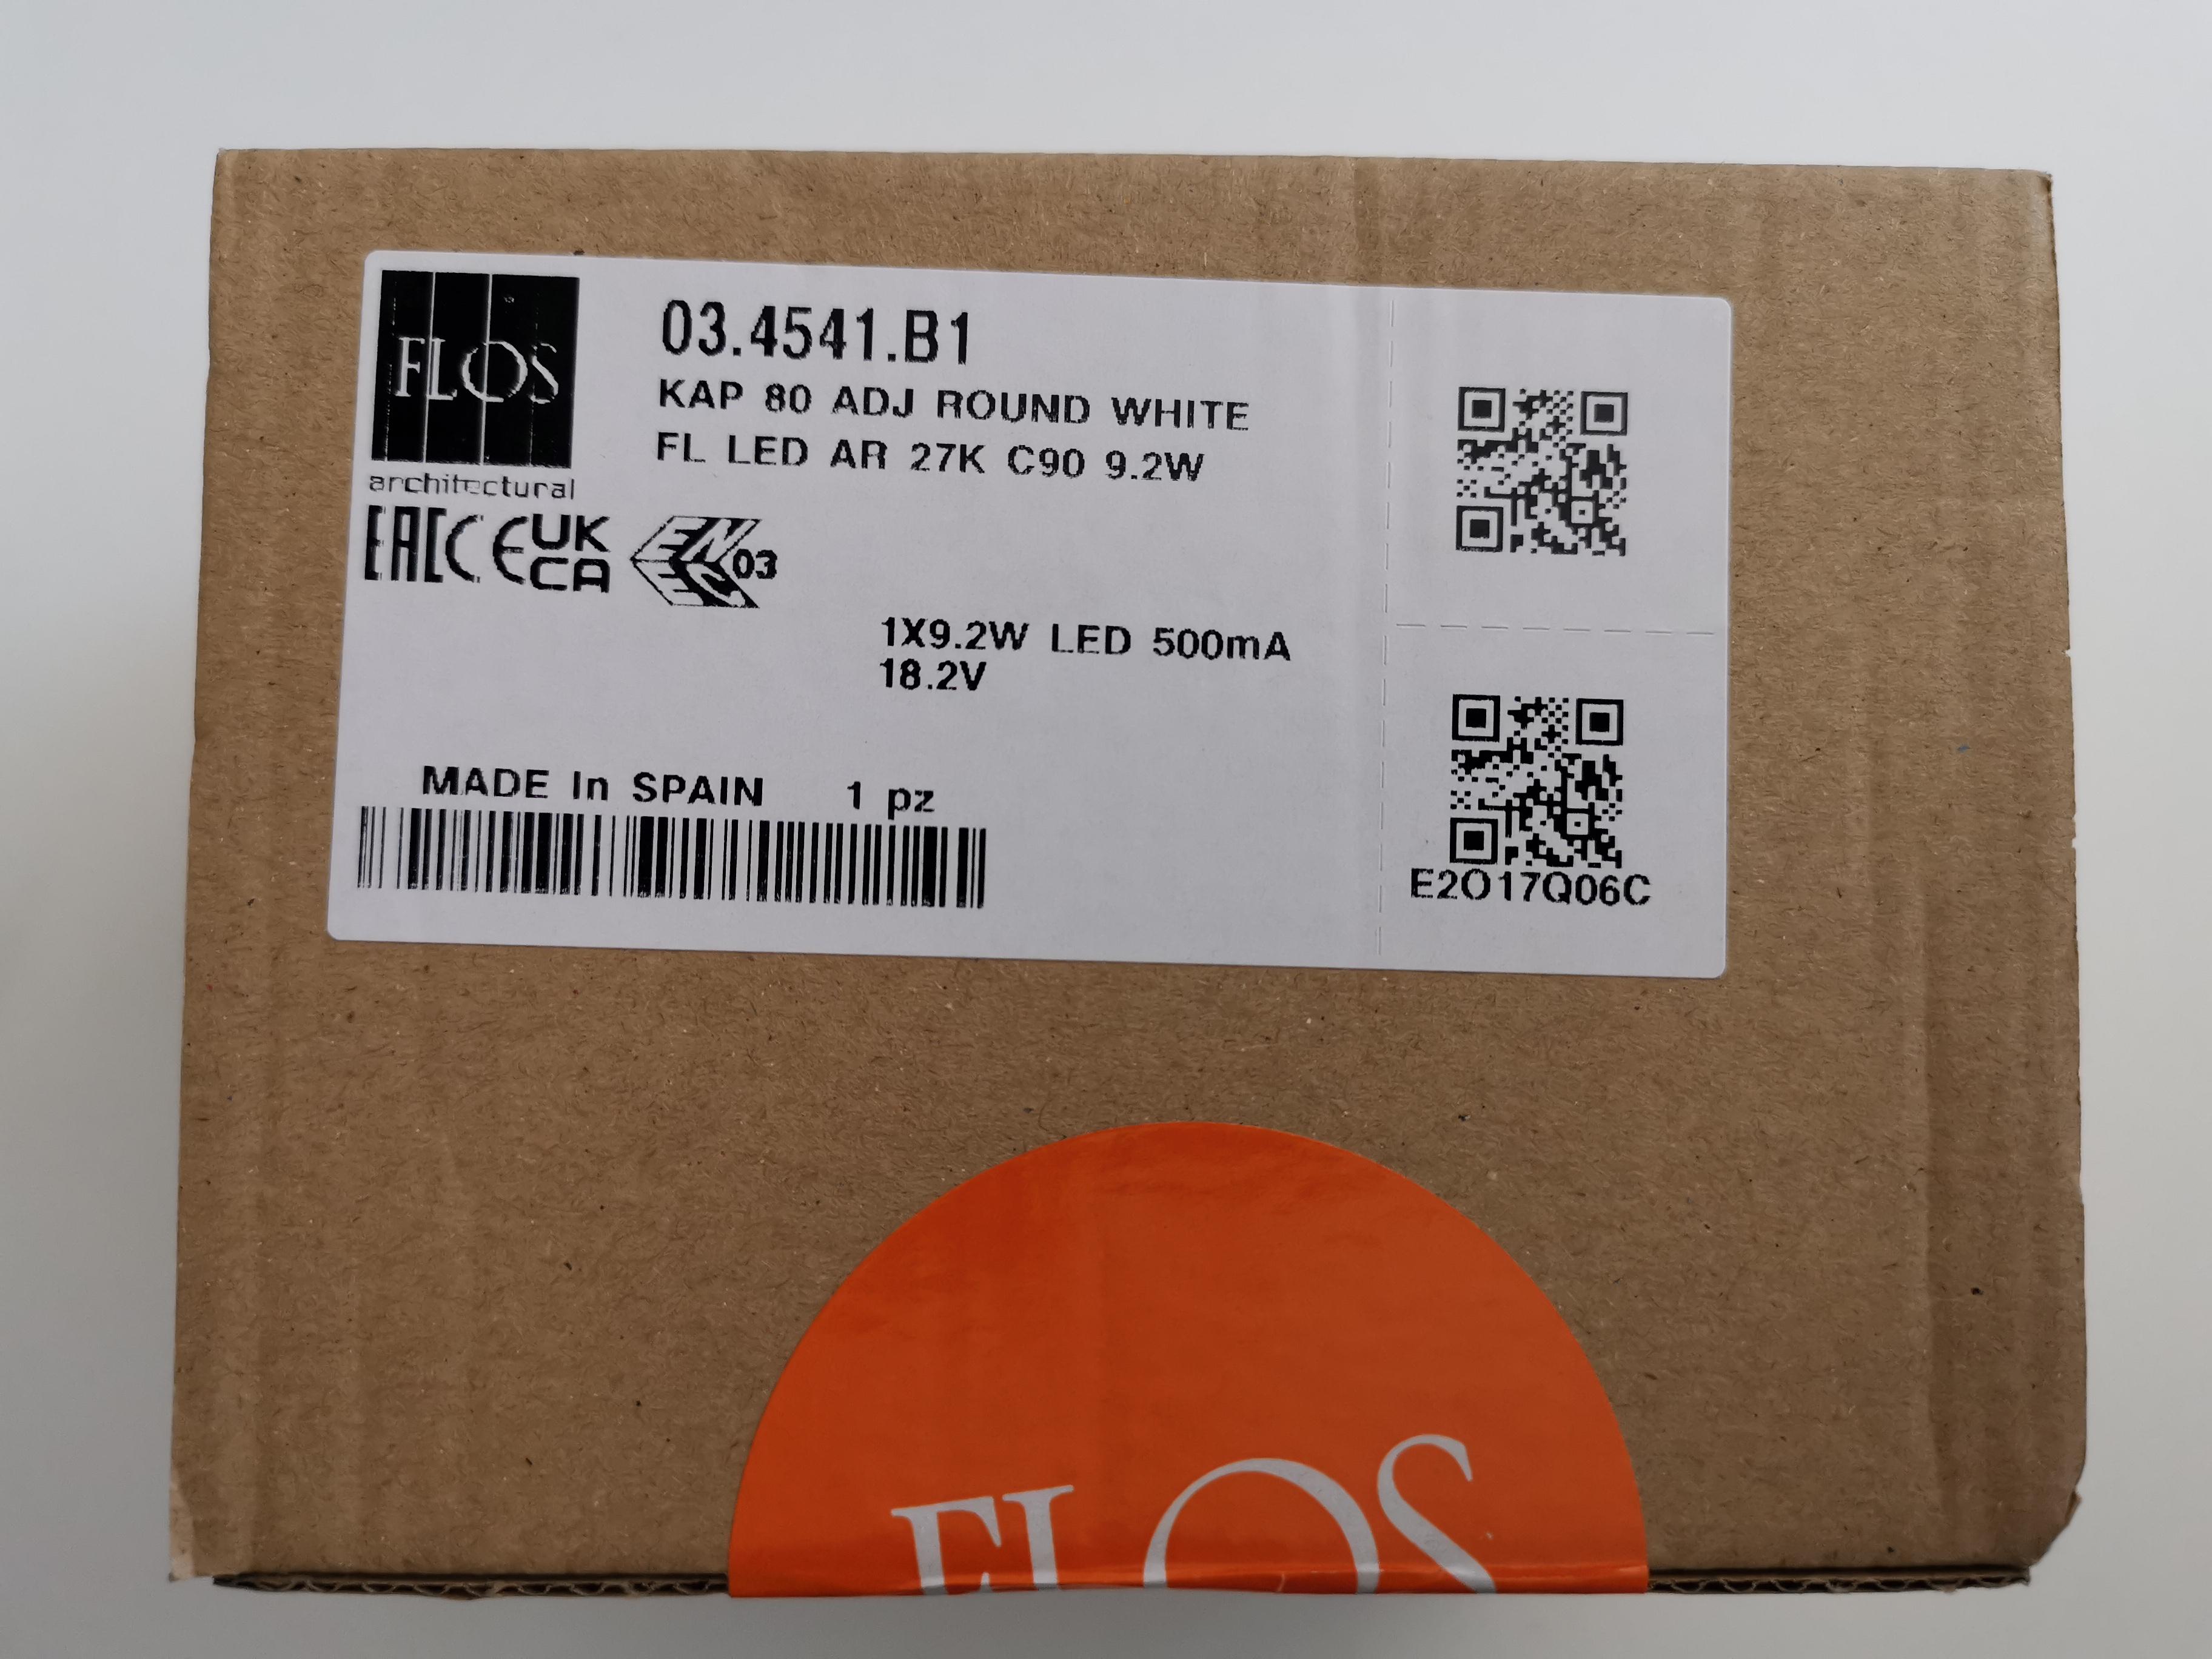 FLOS
architectural
03.4541.B1
KAP 80 ADJ ROUND WHITE
FL LED AR 27K C90 9.2W
EAC CE UK
CA
ENEC 03
1X9.2W LED 500mA
18.2V
MADE In SPAIN 1 pz
E2O17Q06C
FLOS